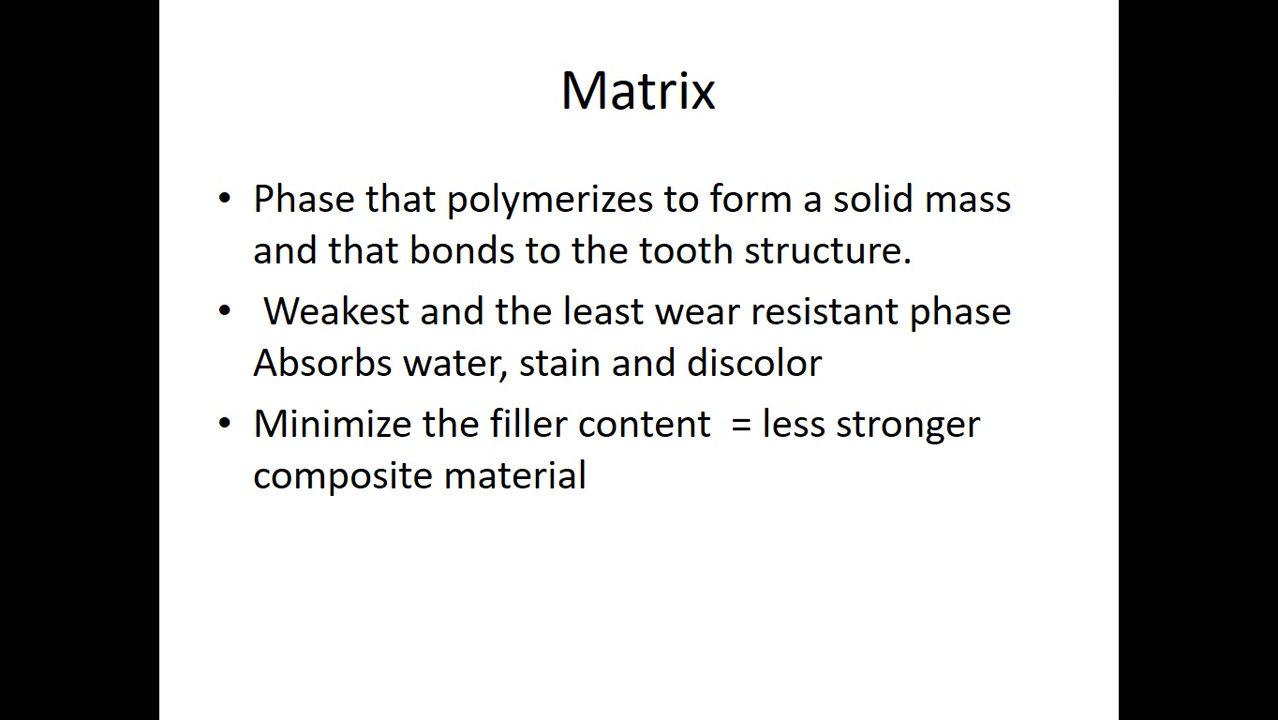 Matrix
• Phase that polymerizes to form a solid mass
and that bonds to the tooth structure.
• Weakest and the least wear resistant phase
Absorbs water, stain and discolor
• Minimize the filler content = less stronger
composite material